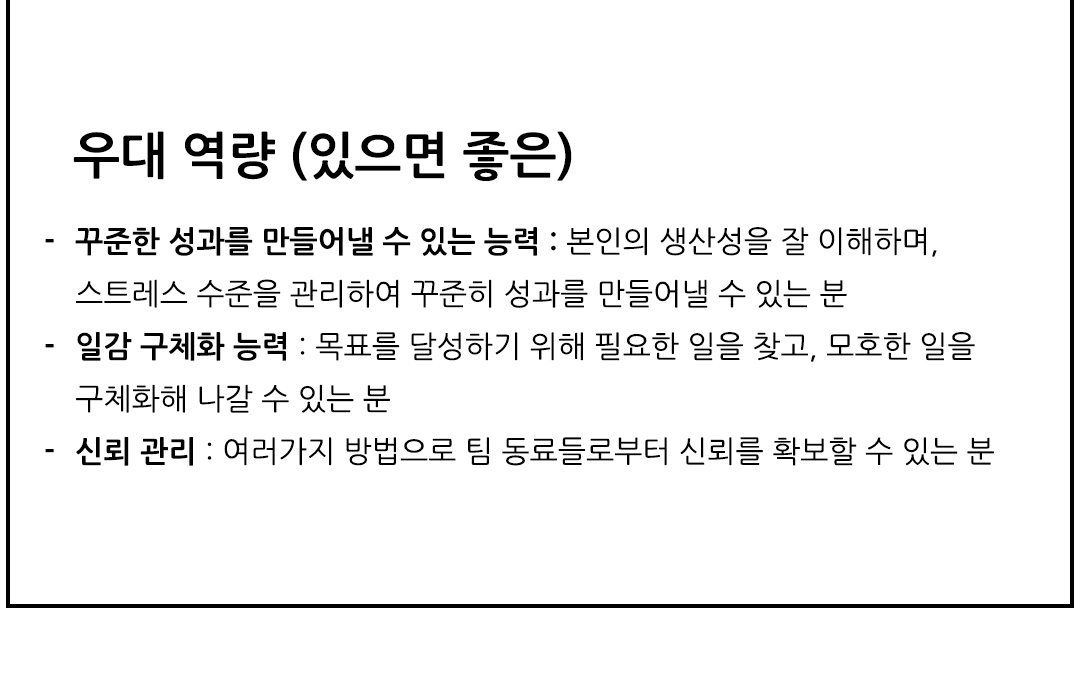 우대 역량 (있으면 좋은)
- 꾸준한 성과를 만들어낼 수 있는 능력 : 본인의 생산성을 잘 이해하며,
스트레스 수준을 관리하여 꾸준히 성과를 만들어낼 수 있는 분
- 일감 구체화 능력 : 목표를 달성하기 위해 필요한 일을 찾고, 모호한 일을
구체화해 나갈 수 있는 분
- 신뢰 관리 : 여러가지 방법으로 팀 동료들로부터 신뢰를 확보할 수 있는 분